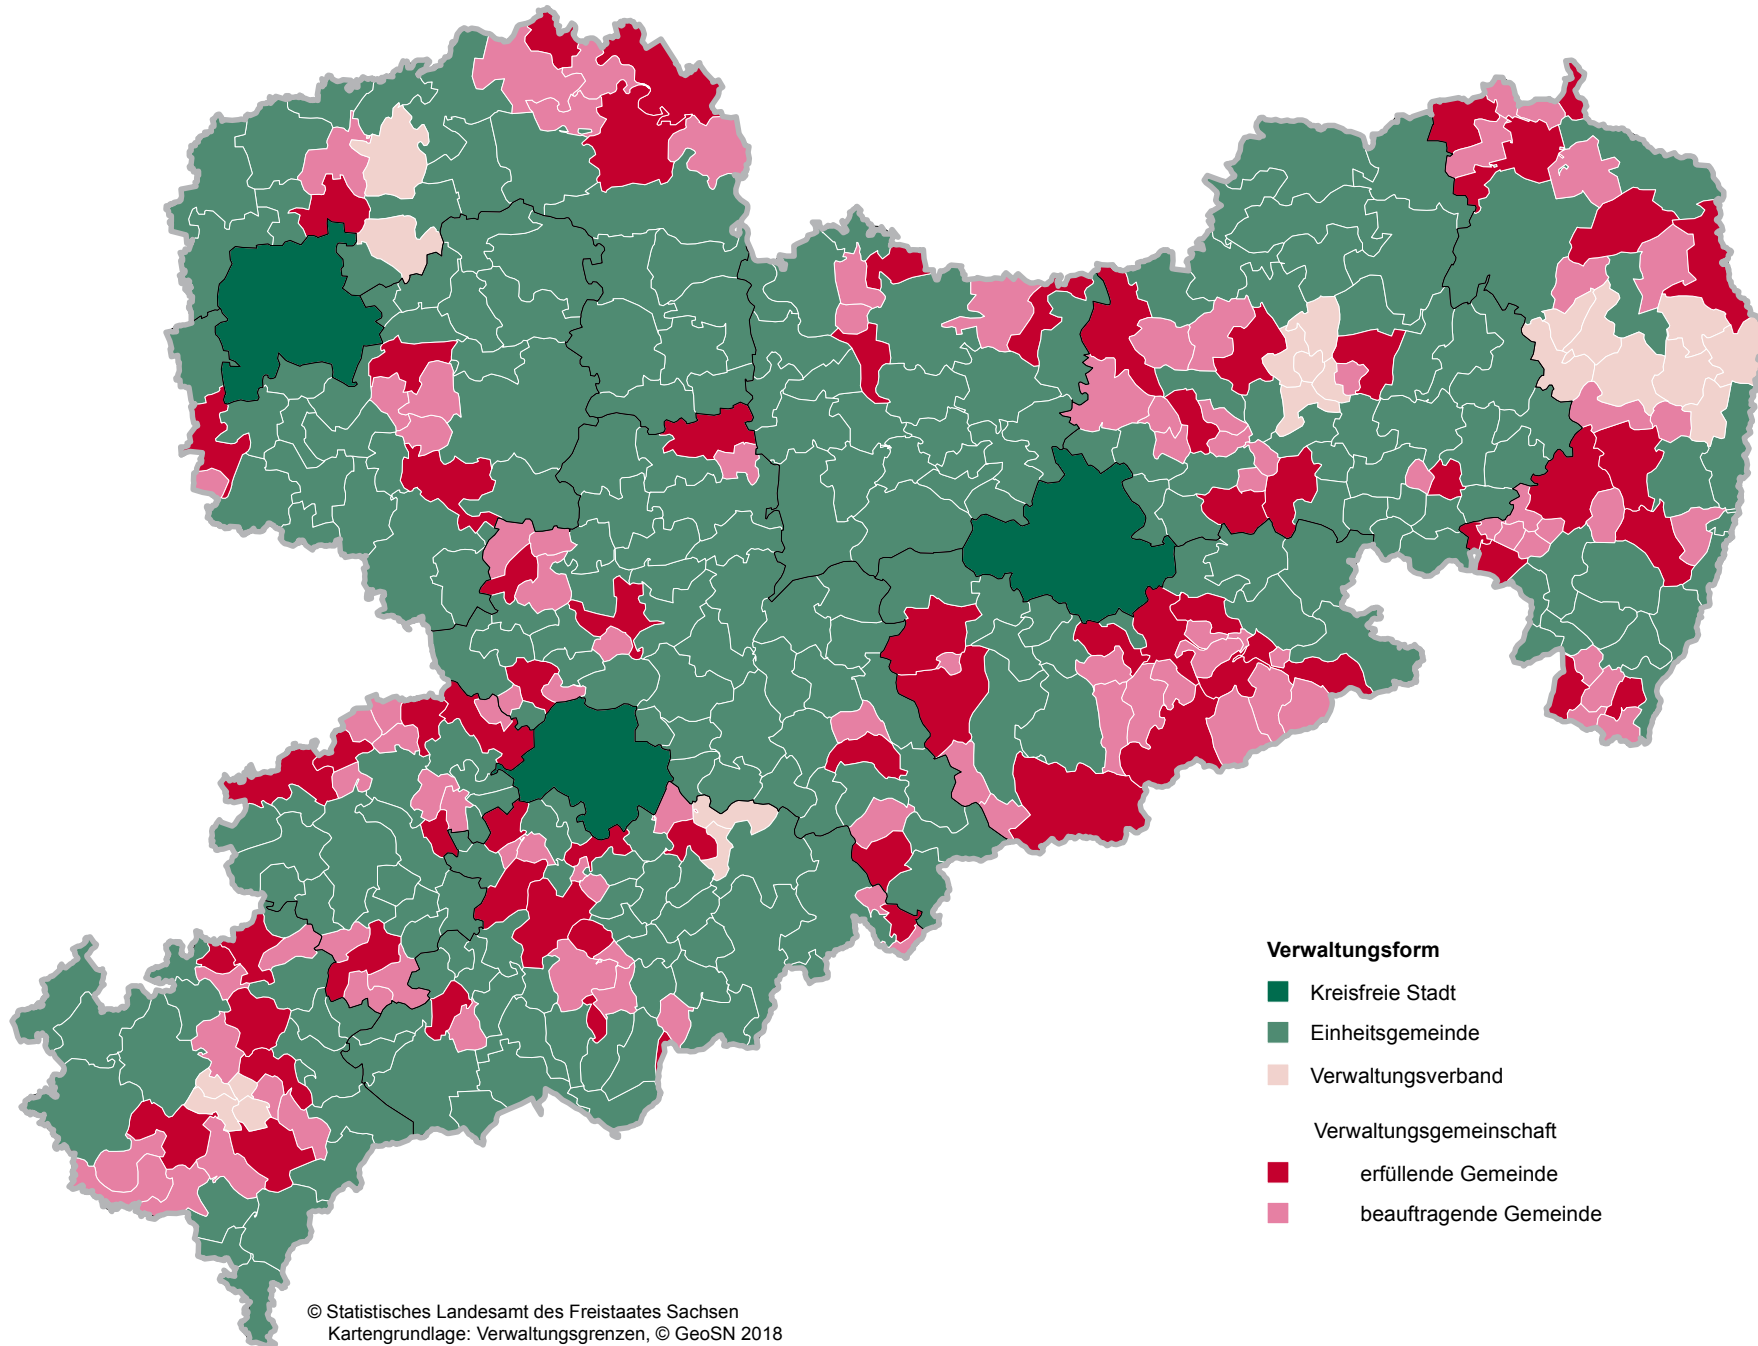 Verwaltungsform
Kreisfreie Stadt
Einheitsgemeinde
Verwaltungsverband
Verwaltungsgemeinschaft
erfüllende Gemeinde
beauftragende Gemeinde
© Statistisches Landesamt des Freistaates Sachsen
Kartengrundlage: Verwaltungsgrenzen, © GeoSN 2018